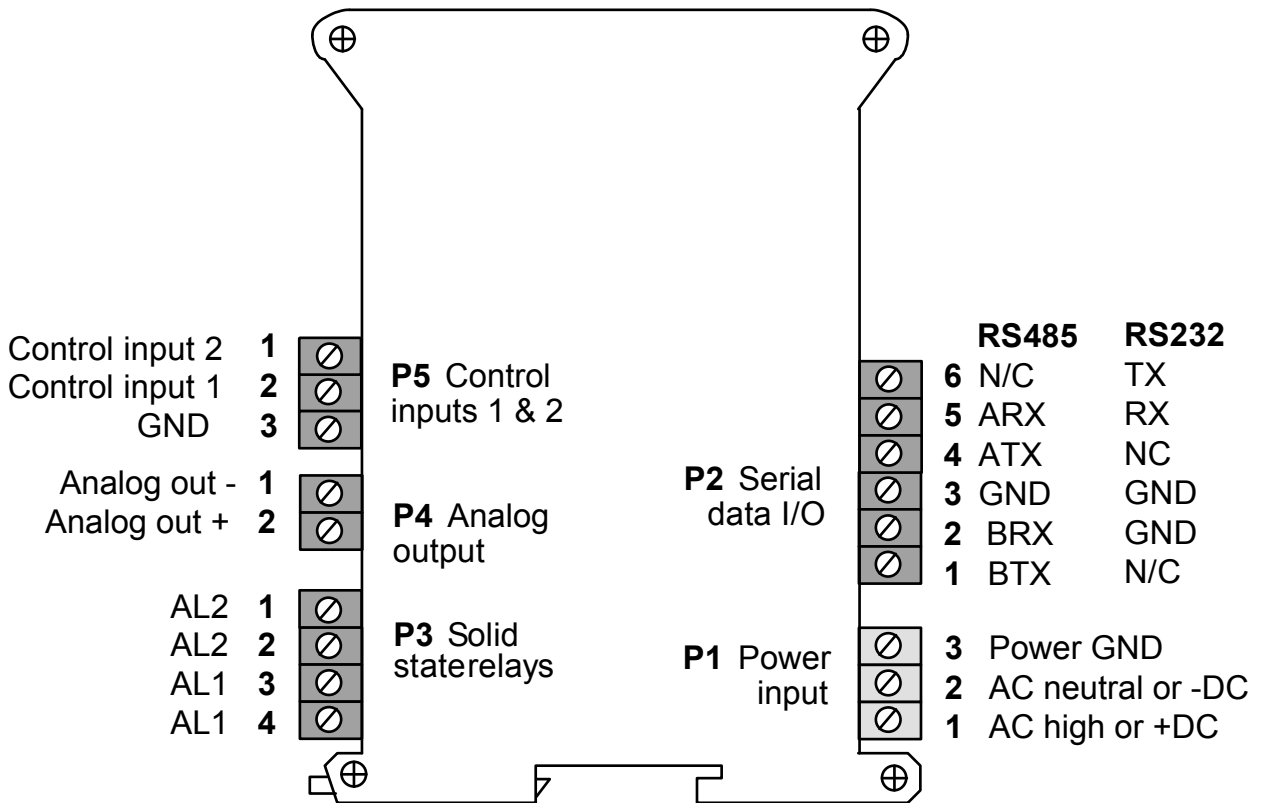 Control input 2 1
Control input 1 2
GND 3
P5 Control
inputs 1 & 2
Analog out - 1
Analog out + 2
P4 Analog
output
AL2 1
AL2 2
AL1 3
AL1 4
P3 Solid
staterelays
RS485 RS232
6 N/C TX
5 ARX RX
4 ATX NC
3 GND GND
2 BRX GND
1 BTX N/C
P2 Serial
data I/O
P1 Power
input
3 Power GND
2 AC neutral or -DC
1 AC high or +DC